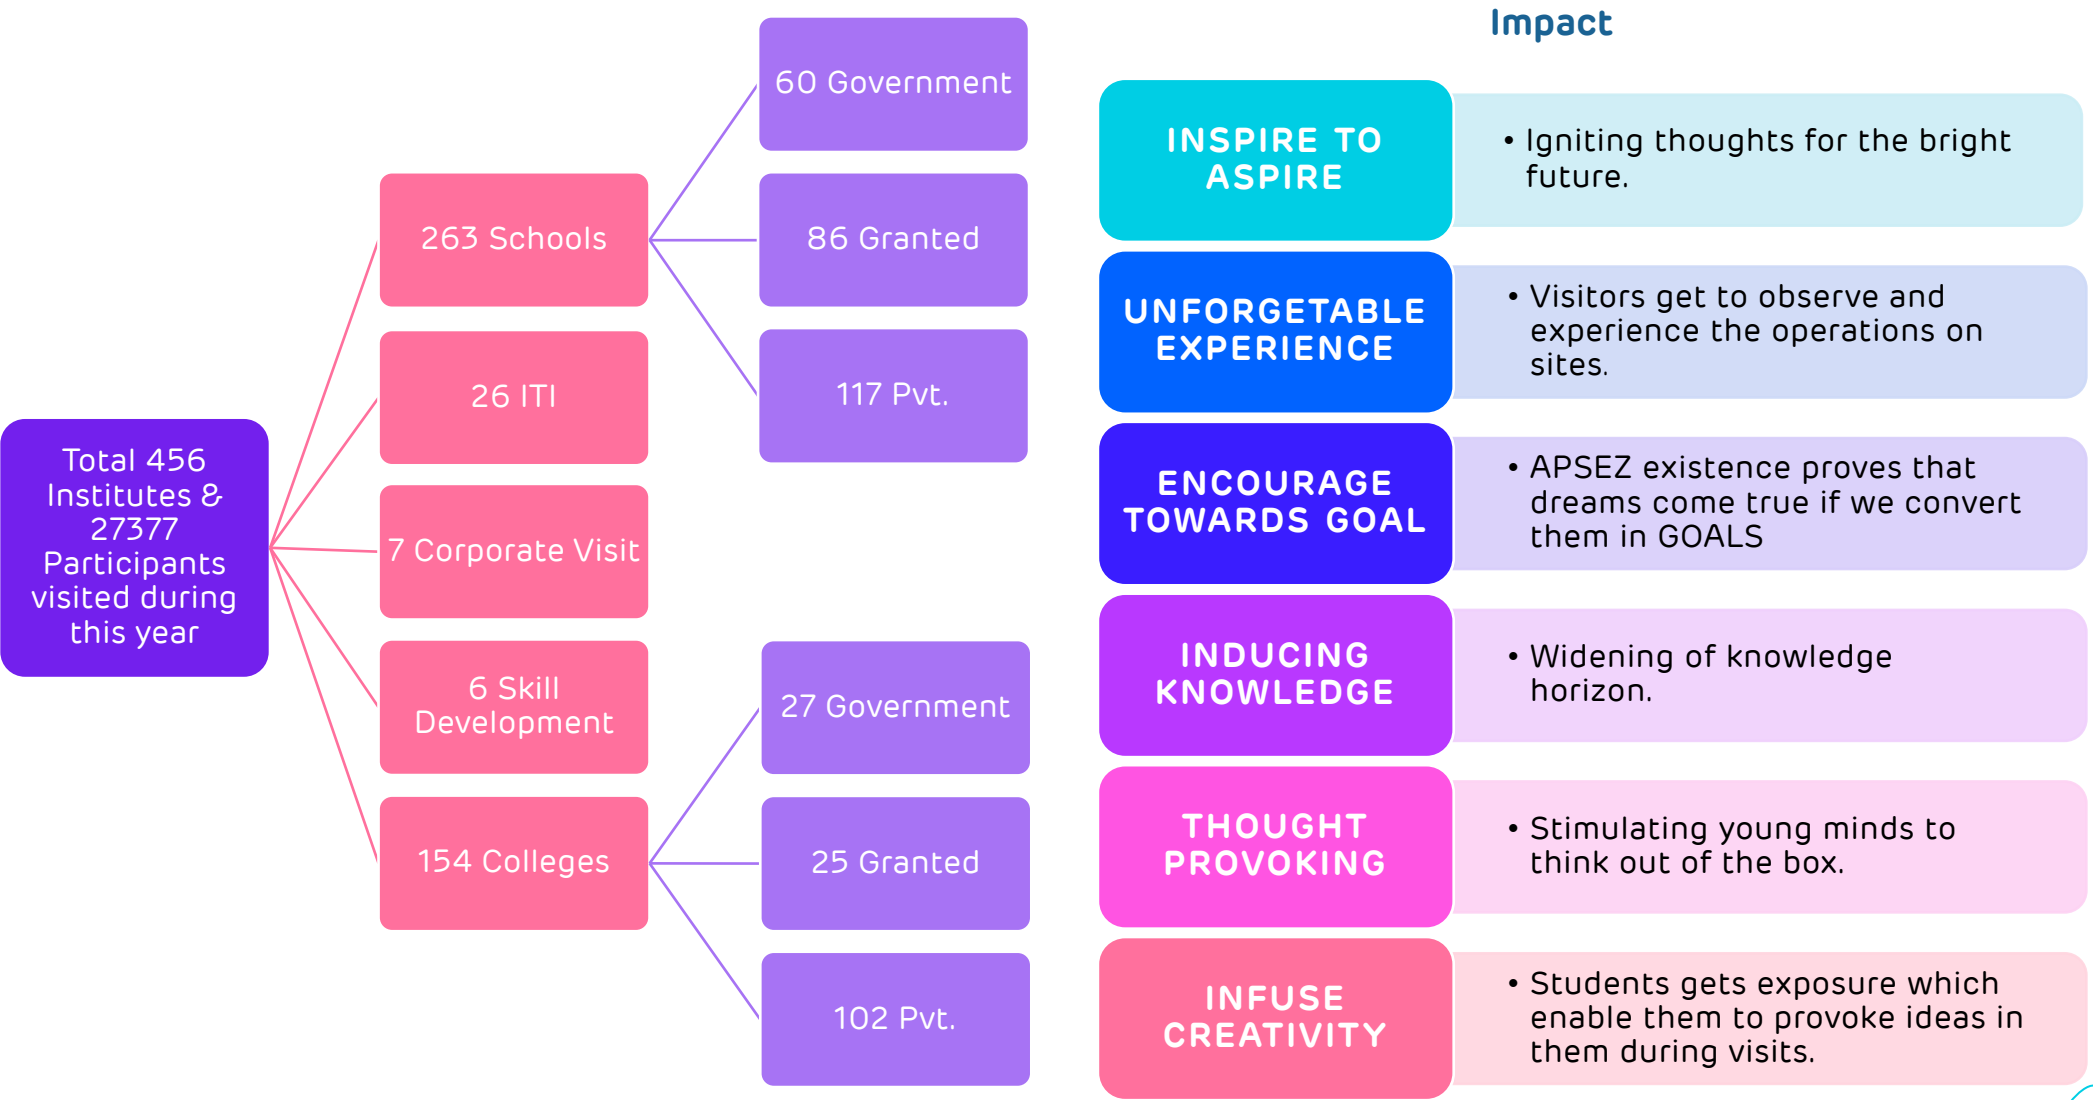 Total 456
Institutes &
27377
Participants
visited during
this year
263 Schools
26 ITI
7 Corporate Visit
6 Skill
Development
154 Colleges
60 Government
86 Granted
117 Pvt.
27 Government
25 Granted
102 Pvt.
Impact
INSPIRE TO
ASPIRE
• Igniting thoughts for the bright
future.
UNFORGETABLE
EXPERIENCE
• Visitors get to observe and
experience the operations on
sites.
ENCOURAGE
TOWARDS GOAL
• APSEZ existence proves that
dreams come true if we convert
them in GOALS
INDUCING
KNOWLEDGE
• Widening of knowledge
horizon.
THOUGHT
PROVOKING
• Stimulating young minds to
think out of the box.
INFUSE
CREATIVITY
• Students gets exposure which
enable them to provoke ideas in
them during visits.